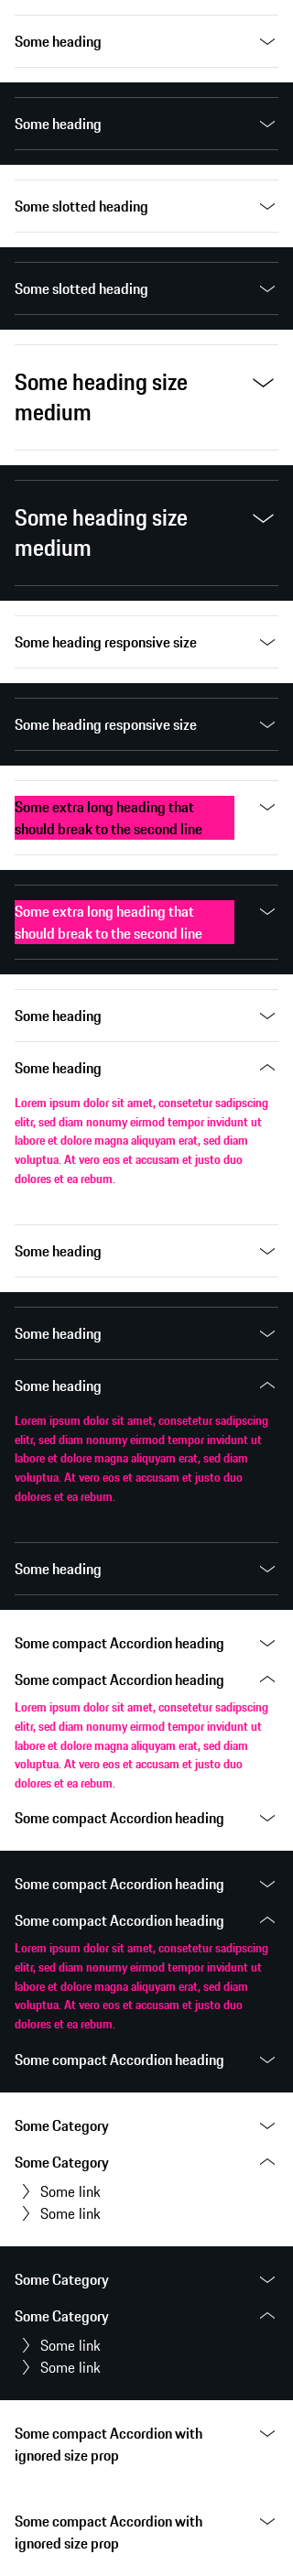 Some heading
Some heading
Some slotted heading
Some slotted heading
Some heading size
medium
Some heading size
medium
Some heading responsive size
Some heading responsive size
Some extra long heading that
should break to the second line
Some extra long heading that
should break to the second line
Some heading
Some heading
Lorem ipsum dolor sit amet, consetetur sadipscing
elitr, sed diam nonumy eirmod tempor invidunt ut
labore et dolore magna aliquyam erat, sed diam
voluptua. At vero eos et accusam et justo duo
dolores et ea rebum.
Some heading
Some heading
Some heading
Lorem ipsum dolor sit amet, consetetur sadipscing
elitr, sed diam nonumy eirmod tempor invidunt ut
labore et dolore magna aliquyam erat, sed diam
voluptua. At vero eos et accusam et justo duo
dolores et ea rebum.
Some heading
Some compact Accordion heading
Some compact Accordion heading
Lorem ipsum dolor sit amet, consetetur sadipscing
elitr, sed diam nonumy eirmod tempor invidunt ut
labore et dolore magna aliquyam erat, sed diam
voluptua. At vero eos et accusam et justo duo
dolores et ea rebum.
Some compact Accordion heading
Some compact Accordion heading
Some compact Accordion heading
Lorem ipsum dolor sit amet, consetetur sadipscing
elitr, sed diam nonumy eirmod tempor invidunt ut
labore et dolore magna aliquyam erat, sed diam
voluptua. At vero eos et accusam et justo duo
dolores et ea rebum.
Some compact Accordion heading
Some Category
Some Category
Some link
Some link
Some Category
Some Category
Some link
Some link
Some compact Accordion with
ignored size prop
Some compact Accordion with
ignored size prop